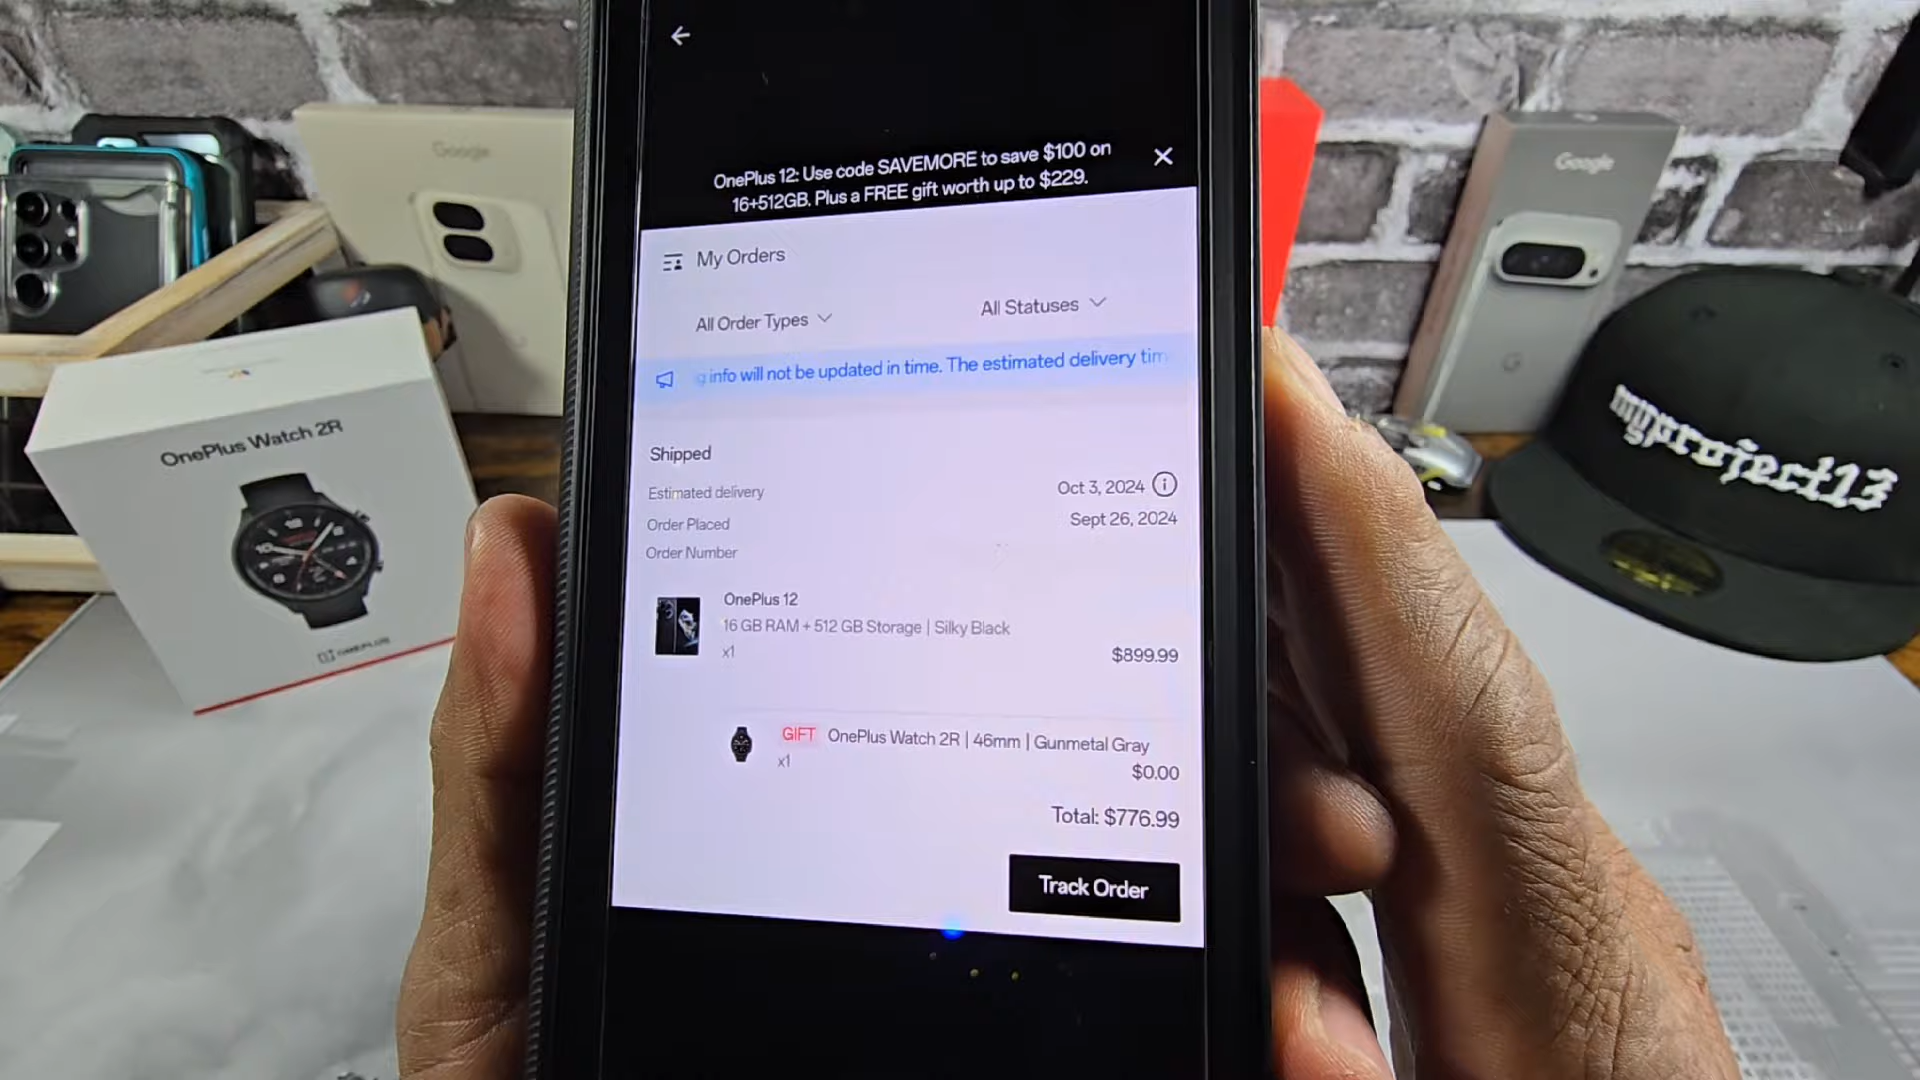 OnePlus 12: Use code SAVEMORE to save $100 on
16+512GB. Plus a FREE gift worth up to $229.
My Orders
All Order Types
All Statuses
info will not be updated in time. The estimated delivery
Shipped
Estimated delivery
Oct 3, 2024
Order Placed
Sept 26, 2024
Order Number
OnePlus 12
16 GB RAM + 512 GB Storage | Silky Black
x1
$899.99
GIFT OnePlus Watch 2R | 46mm | Gunmetal Gray
x1
$0.00
Total: $776.99
Track Order
OnePlus Watch 2R
ONEPLUS
Google
Google
myproject13